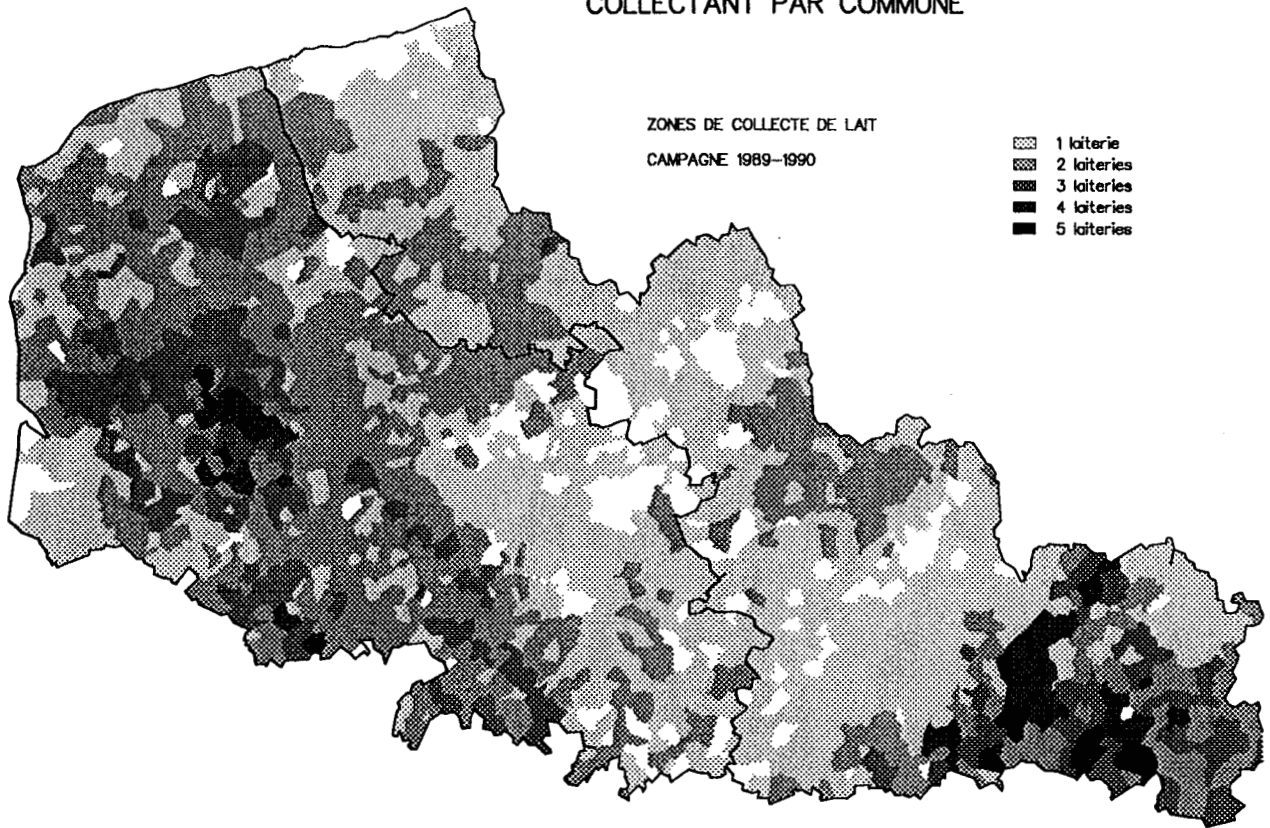 COLLECTANT PAR COMMUNE
ZONES DE COLLECTE DE LAIT
CAMPAGNE 1989-1990
1 laiterie
2 laiteries
3 laiteries
4 laiteries
5 laiteries